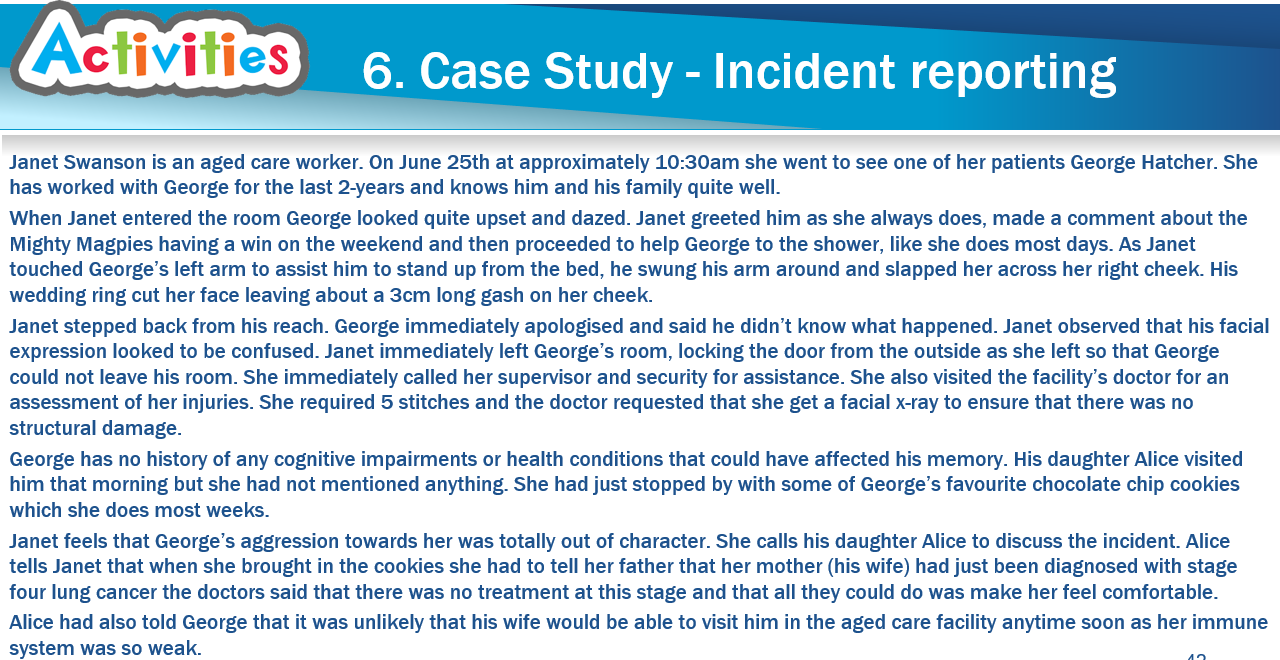 Activities
6. Case Study - Incident reporting
Janet Swanson is an aged care worker. On June 25th at approximately 10:30am she went to see one of her patients George Hatcher. She
has worked with George for the last 2-years and knows him and his family quite well.
When Janet entered the room George looked quite upset and dazed. Janet greeted him as she always does, made a comment about the
Mighty Magpies having a win on the weekend and then proceeded to help George to the shower, like she does most days. As Janet
touched George’s left arm to assist him to stand up from the bed, he swung his arm around and slapped her across her right cheek. His
wedding ring cut her face leaving about a 3cm long gash on her cheek.
Janet stepped back from his reach. George immediately apologised and said he didn’t know what happened. Janet observed that his facial
expression looked to be confused. Janet immediately left George’s room, locking the door from the outside as she left so that George
could not leave his room. She immediately called her supervisor and security for assistance. She also visited the facility’s doctor for an
assessment of her injuries. She required 5 stitches and the doctor requested that she get a facial x-ray to ensure that there was no
structural damage.
George has no history of any cognitive impairments or health conditions that could have affected his memory. His daughter Alice visited
him that morning but she had not mentioned anything. She had just stopped by with some of George’s favourite chocolate chip cookies
which she does most weeks.
Janet feels that George’s aggression towards her was totally out of character. She calls his daughter Alice to discuss the incident. Alice
tells Janet that when she brought in the cookies she had to tell her father that her mother (his wife) had just been diagnosed with stage
four lung cancer the doctors said that there was no treatment at this stage and that all they could do was make her feel comfortable.
Alice had also told George that it was unlikely that his wife would be able to visit him in the aged care facility anytime soon as her immune
system was so weak.